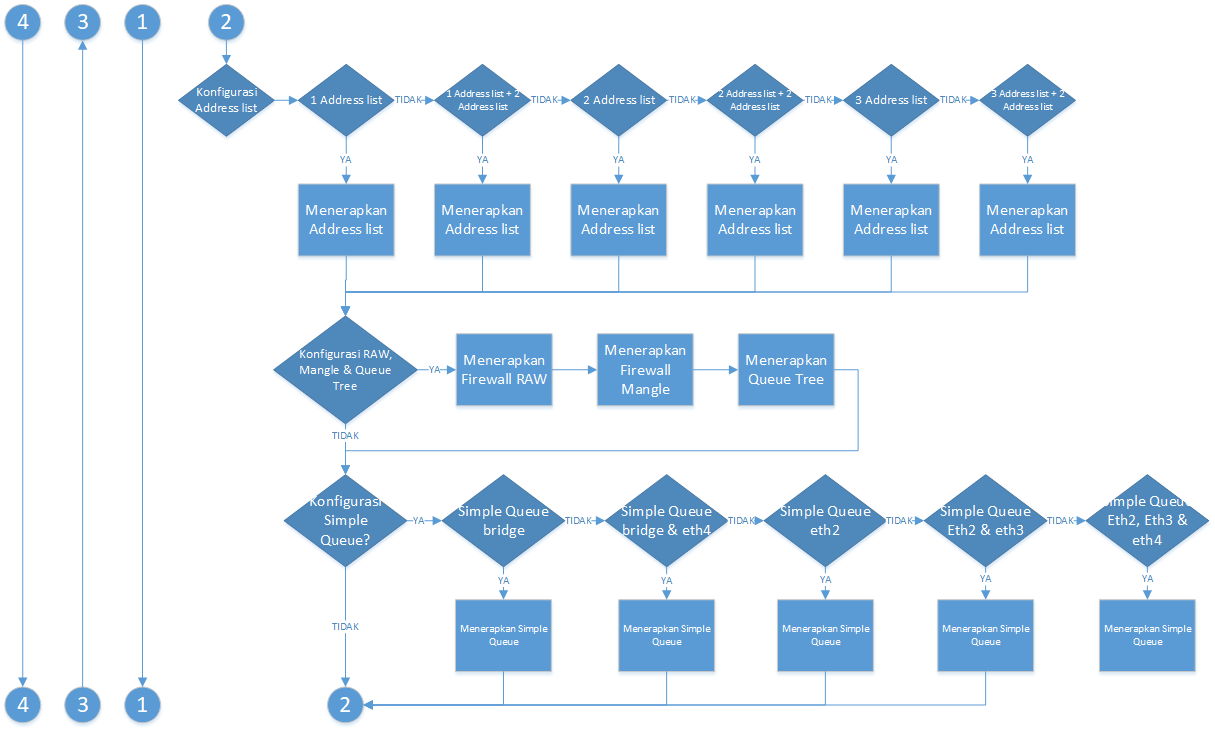 4
3
1
2
Konfigurasi
Address list
1 Address list
TIDAK
1 Address list + 2
Address list
TIDAK
2 Address list
TIDAK
2 Address list + 2
Address list
TIDAK
3 Address list
TIDAK
3 Address list + 2
Address list
YA
YA
YA
YA
YA
YA
Menerapkan
Address list
Menerapkan
Address list
Menerapkan
Address list
Menerapkan
Address list
Menerapkan
Address list
Menerapkan
Address list
Konfigurasi RAW,
Mangle & Queue
Tree
YA
Menerapkan
Firewall RAW
Menerapkan
Firewall
Mangle
Menerapkan
Queue Tree
TIDAK
Konfigurasi
Simple
Queue?
YA
Simple Queue
bridge
TIDAK
Simple Queue
bridge & eth4
TIDAK
Simple Queue
eth2
TIDAK
Simple Queue
Eth2 & eth3
TIDAK
Simple Queue
Eth2, Eth3 &
eth4
YA
YA
YA
YA
YA
TIDAK
Menerapkan Simple
Queue
Menerapkan Simple
Queue
Menerapkan Simple
Queue
Menerapkan Simple
Queue
Menerapkan Simple
Queue
4
3
1
2